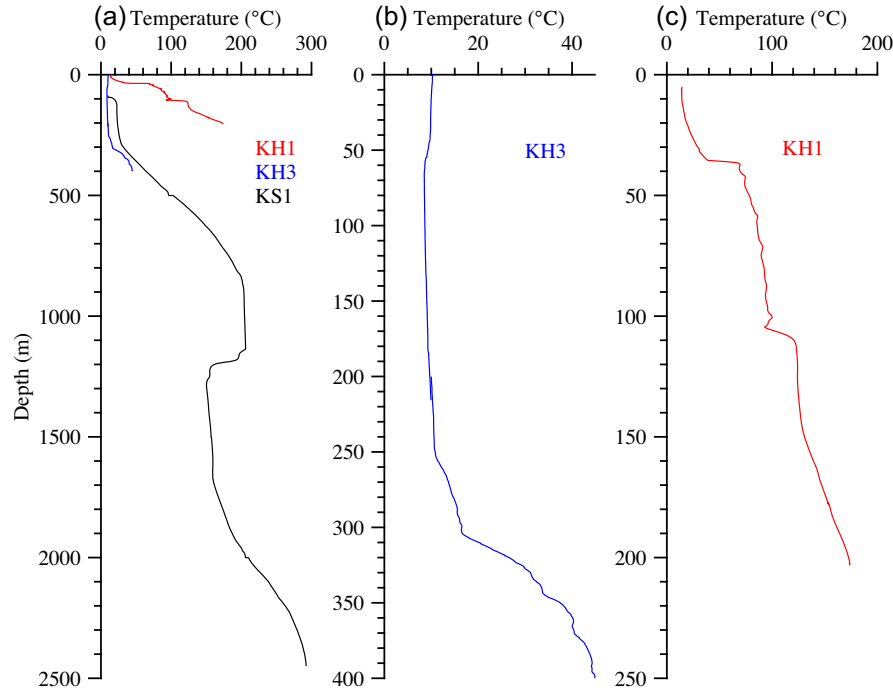 (a) Temperature (°C)
0 100 200 300
0
500
1000
1500
2000
2500
Depth (m)
KH1
KH3
KS1
(b) Temperature (°C)
0 20 40
0
50
100
150
200
250
300
350
400
KH3
(c) Temperature (°C)
0 100 200
0
50
100
150
200
250
KH1